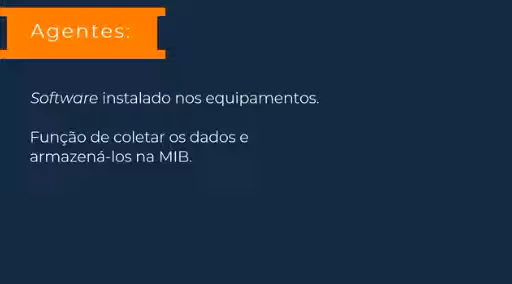 Agentes:
Software instalado nos equipamentos.
Função de coletar os dados e
armazená-los na MIB.